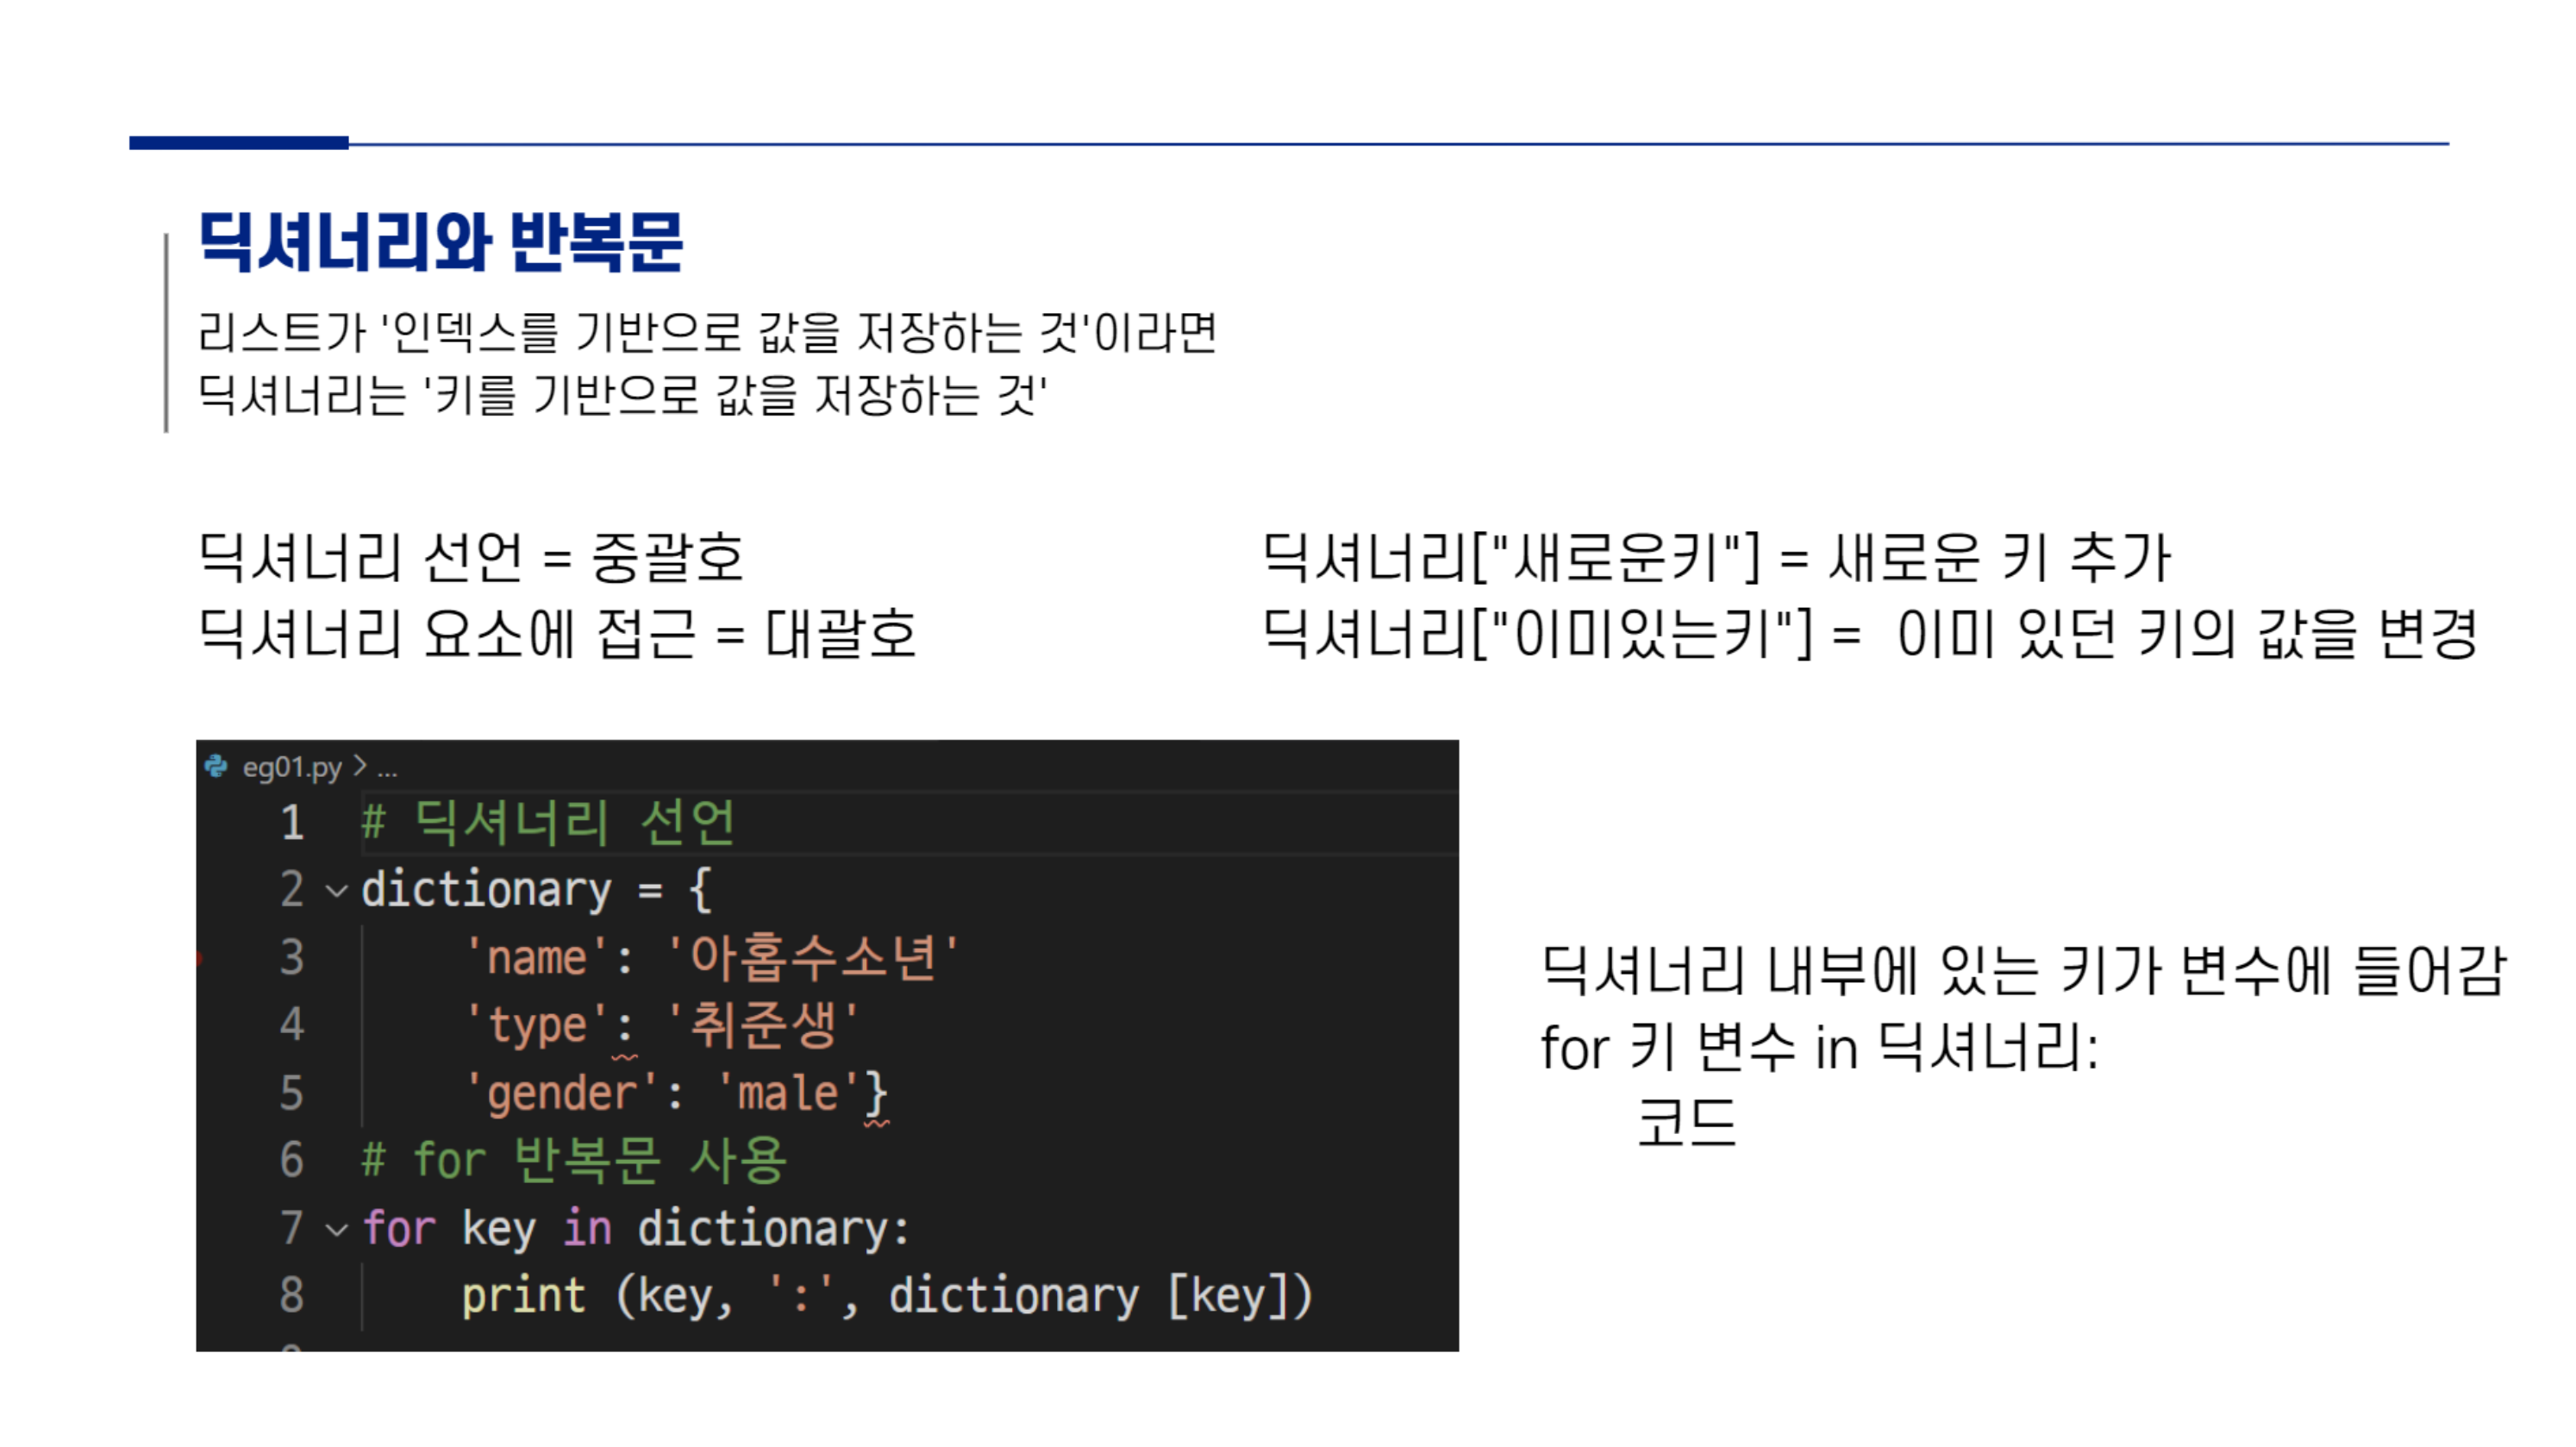 딕셔너리와 반복문
리스트가 '인덱스를 기반으로 값을 저장하는 것'이라면
딕셔너리는 '키를 기반으로 값을 저장하는 것'
딕셔너리 선언 = 중괄호
딕셔너리 요소에 접근 = 대괄호
딕셔너리["새로운키"] = 새로운 키 추가
딕셔너리["이미있는키"] =  이미 있던 키의 값을 변경
eg01.py > ...
1 # 딕셔너리 선언
2 dictionary = {
3     'name': '아홉수소년'
4     'type': '취준생'
5     'gender': 'male'}
6 # for 반복문 사용
7 for key in dictionary:
8     print (key, ':', dictionary [key])
딕셔너리 내부에 있는 키가 변수에 들어감
for 키 변수 in 딕셔너리:
코드